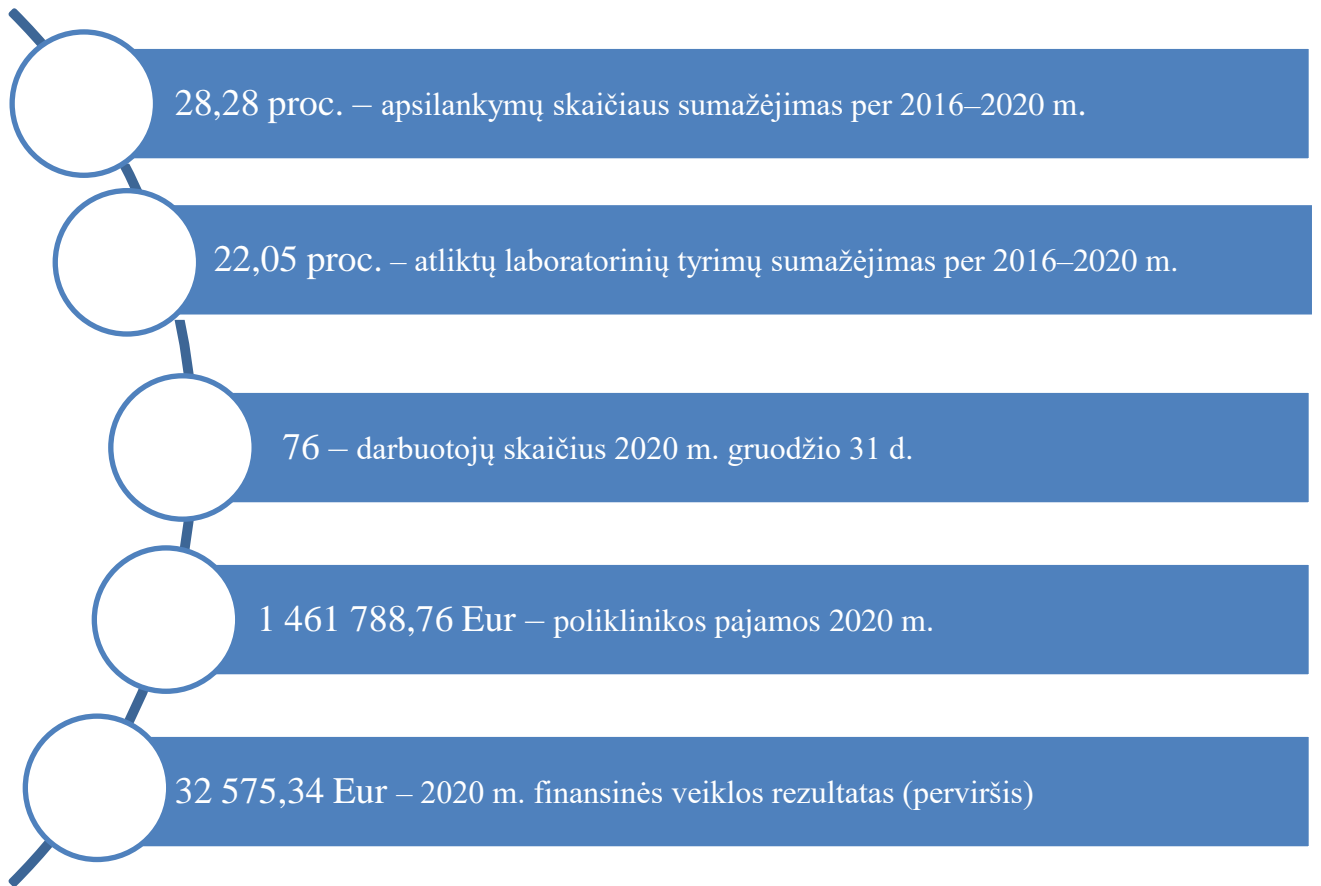 28,28 proc. – apsilankymų skaičiaus sumažėjimas per 2016–2020 m.
22,05 proc. – atliktų laboratorinių tyrimų sumažėjimas per 2016–2020 m.
76 – darbuotojų skaičius 2020 m. gruodžio 31 d.
1 461 788,76 Eur – poliklinikos pajamos 2020 m.
32 575,34 Eur – 2020 m. finansinės veiklos rezultatas (perviršis)